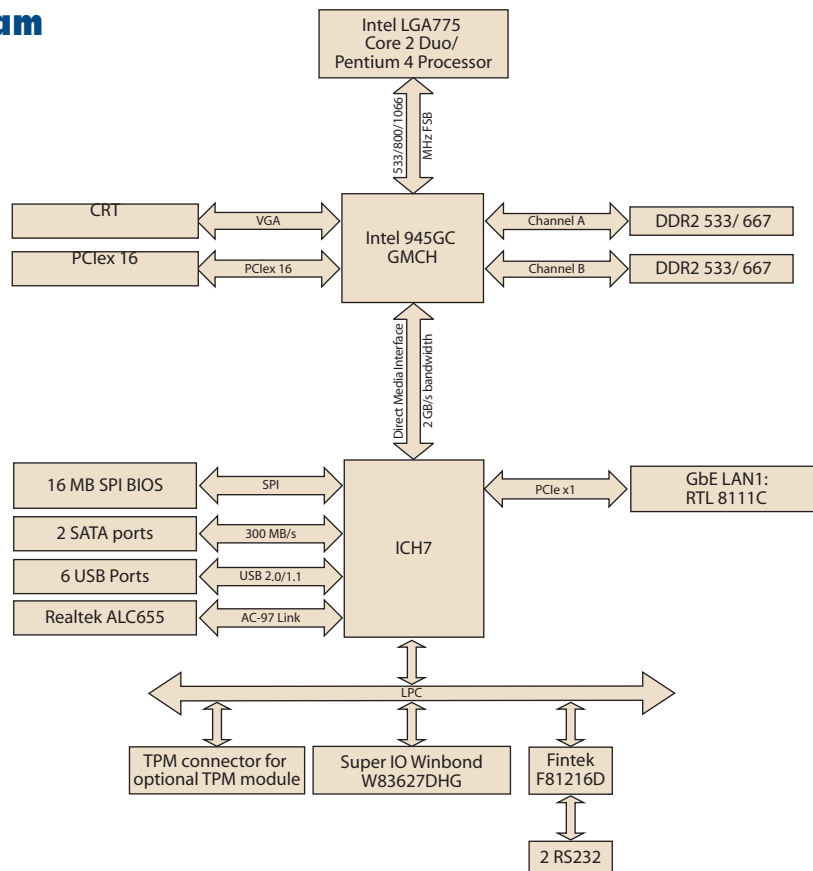 am
Intel LGA775
Core 2 Duo/
Pentium 4 Processor
533/800/1066
MHz FSB
CRT
VGA
Intel 945GC
GMCH
Channel A
DDR2 533/ 667
PCIex 16
PCIex 16
Channel B
DDR2 533/ 667
Direct Media Interface
2 GB/s bandwidth
16 MB SPI BIOS
SPI
ICH7
PCIe x1
GbE LAN1:
RTL 8111C
2 SATA ports
300 MB/s
6 USB Ports
USB 2.0/1.1
Realtek ALC655
AC-97 Link
LPC
TPM connector for
optional TPM module
Super IO Winbond
W83627DHG
Fintek
F81216D
2 RS232